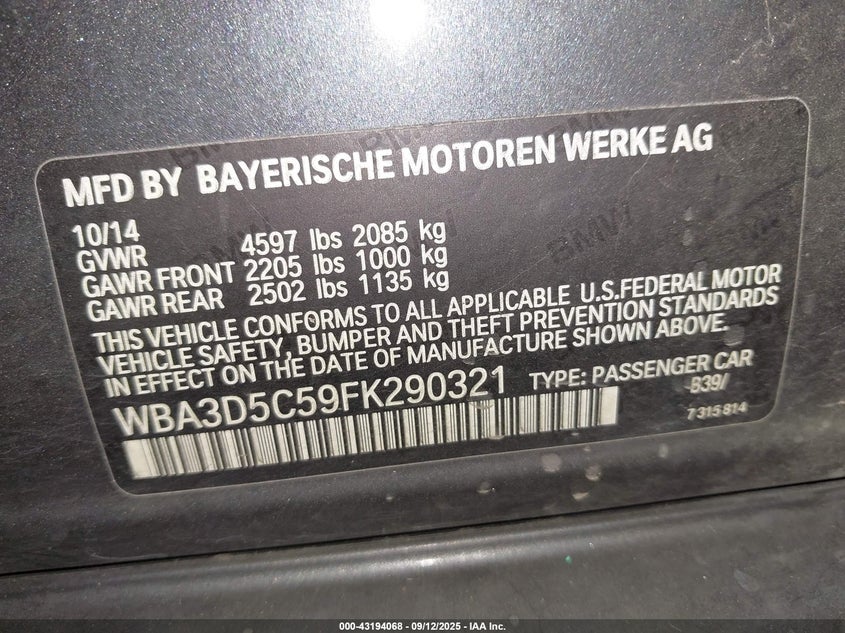 MFD BY BAYERISCHE MOTOREN WERKE AG
10/14
GVWR 4597 lbs 2085 kg
GAWR FRONT 2205 lbs 1000 kg
GAWR REAR 2502 lbs 1135 kg
THIS VEHICLE CONFORMS TO ALL APPLICABLE U.S.FEDERAL MOTOR
VEHICLE SAFETY, BUMPER AND THEFT PREVENTION STANDARDS
IN EFFECT ON THE DATE OF MANUFACTURE SHOWN ABOVE.
WBA3D5C59FK290321 TYPE: PASSENGER CAR
B39/
7 315 814
000-43194068 - 09/12/2025 - IAA Inc.